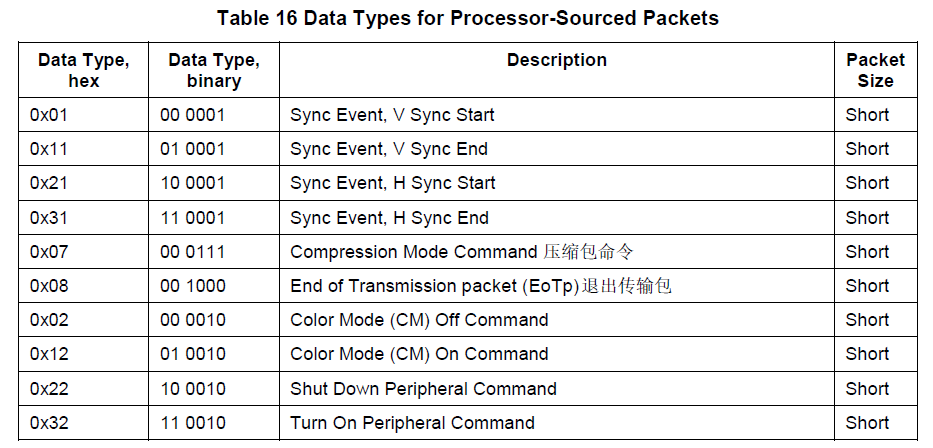 Table 16 Data Types for Processor-Sourced Packets
Data Type, hex Data Type, binary Description Packet Size
0x01 00 0001 Sync Event, V Sync Start Short
0x11 01 0001 Sync Event, V Sync End Short
0x21 10 0001 Sync Event, H Sync Start Short
0x31 11 0001 Sync Event, H Sync End Short
0x07 00 0111 Compression Mode Command 压缩包命令 Short
0x08 00 1000 End of Transmission packet (EoTp)退出传输包 Short
0x02 00 0010 Color Mode (CM) Off Command Short
0x12 01 0010 Color Mode (CM) On Command Short
0x22 10 0010 Shut Down Peripheral Command Short
0x32 11 0010 Turn On Peripheral Command Short